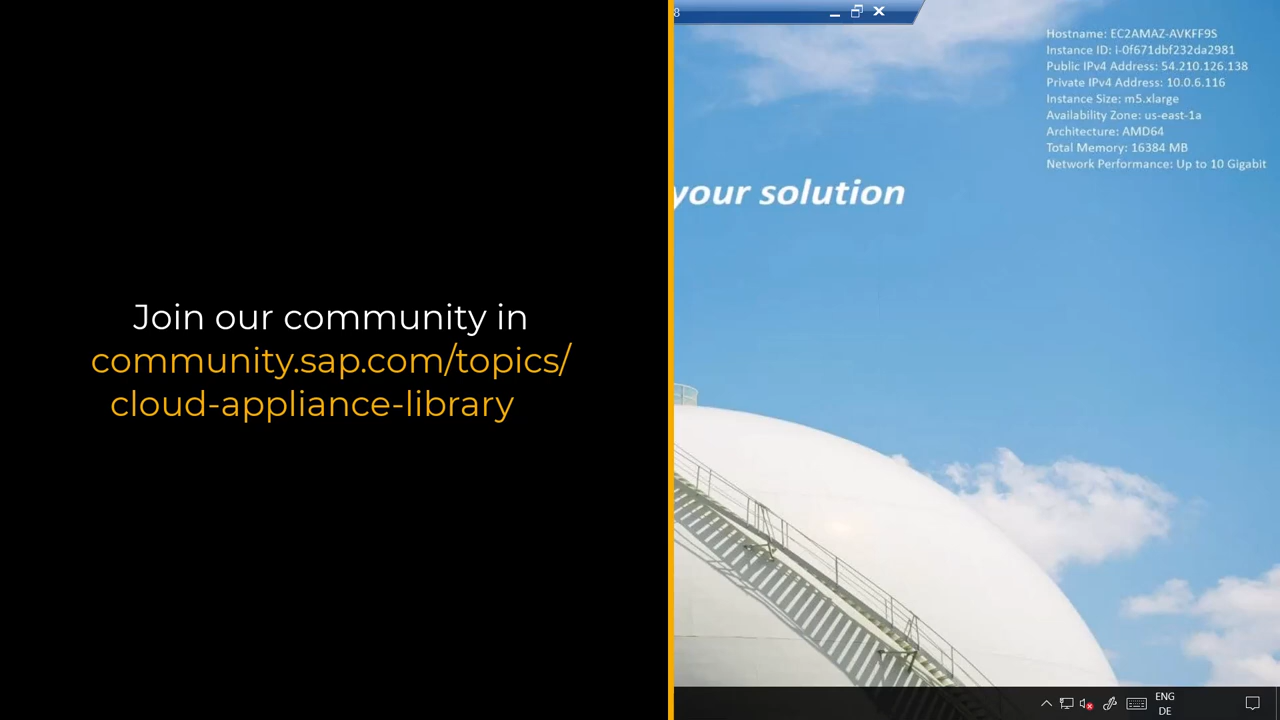 Join our community in
community.sap.com/topics/
cloud-appliance-library
8
Hostname: EC2AMAZ-AVKFF9S
Instance ID: i-0f671dbf232da2981
Public IPv4 Address: 54.210.126.138
Private IPv4 Address: 10.0.6.116
Instance Size: m5.xlarge
Availability Zone: us-east-1a
Architecture: AMD64
Total Memory: 16384 MB
Network Performance: Up to 10 Gigabit
your solution
ENG
DE